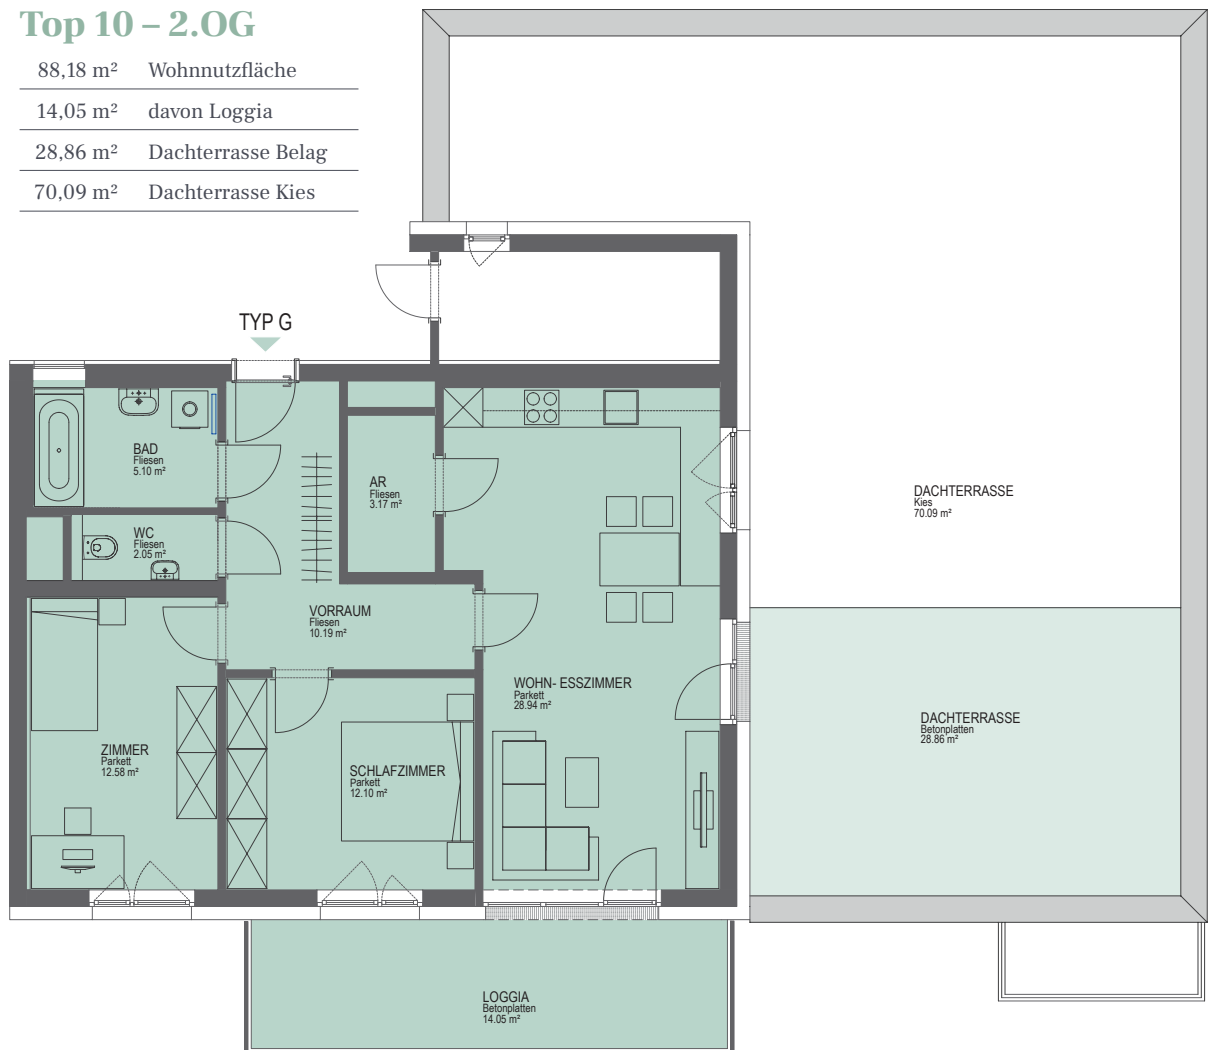 Top 10 – 2.OG
88,18 m² Wohnnutzfläche
14,05 m² davon Loggia
28,86 m² Dachterrasse Belag
70,09 m² Dachterrasse Kies
TYP G
BAD
Fliesen
5.10 m²
AR
Fliesen
3.17 m²
DACHTERRASSE
Kies
70.09 m²
WC
Fliesen
2.05 m²
VORRAUM
Fliesen
10.19 m²
WOHN- ESSZIMMER
Parkett
28.94 m²
DACHTERRASSE
Betonplatten
28.86 m²
ZIMMER
Parkett
12.58 m²
SCHLAFZIMMER
Parkett
12.10 m²
LOGGIA
Betonplatten
14.05 m²